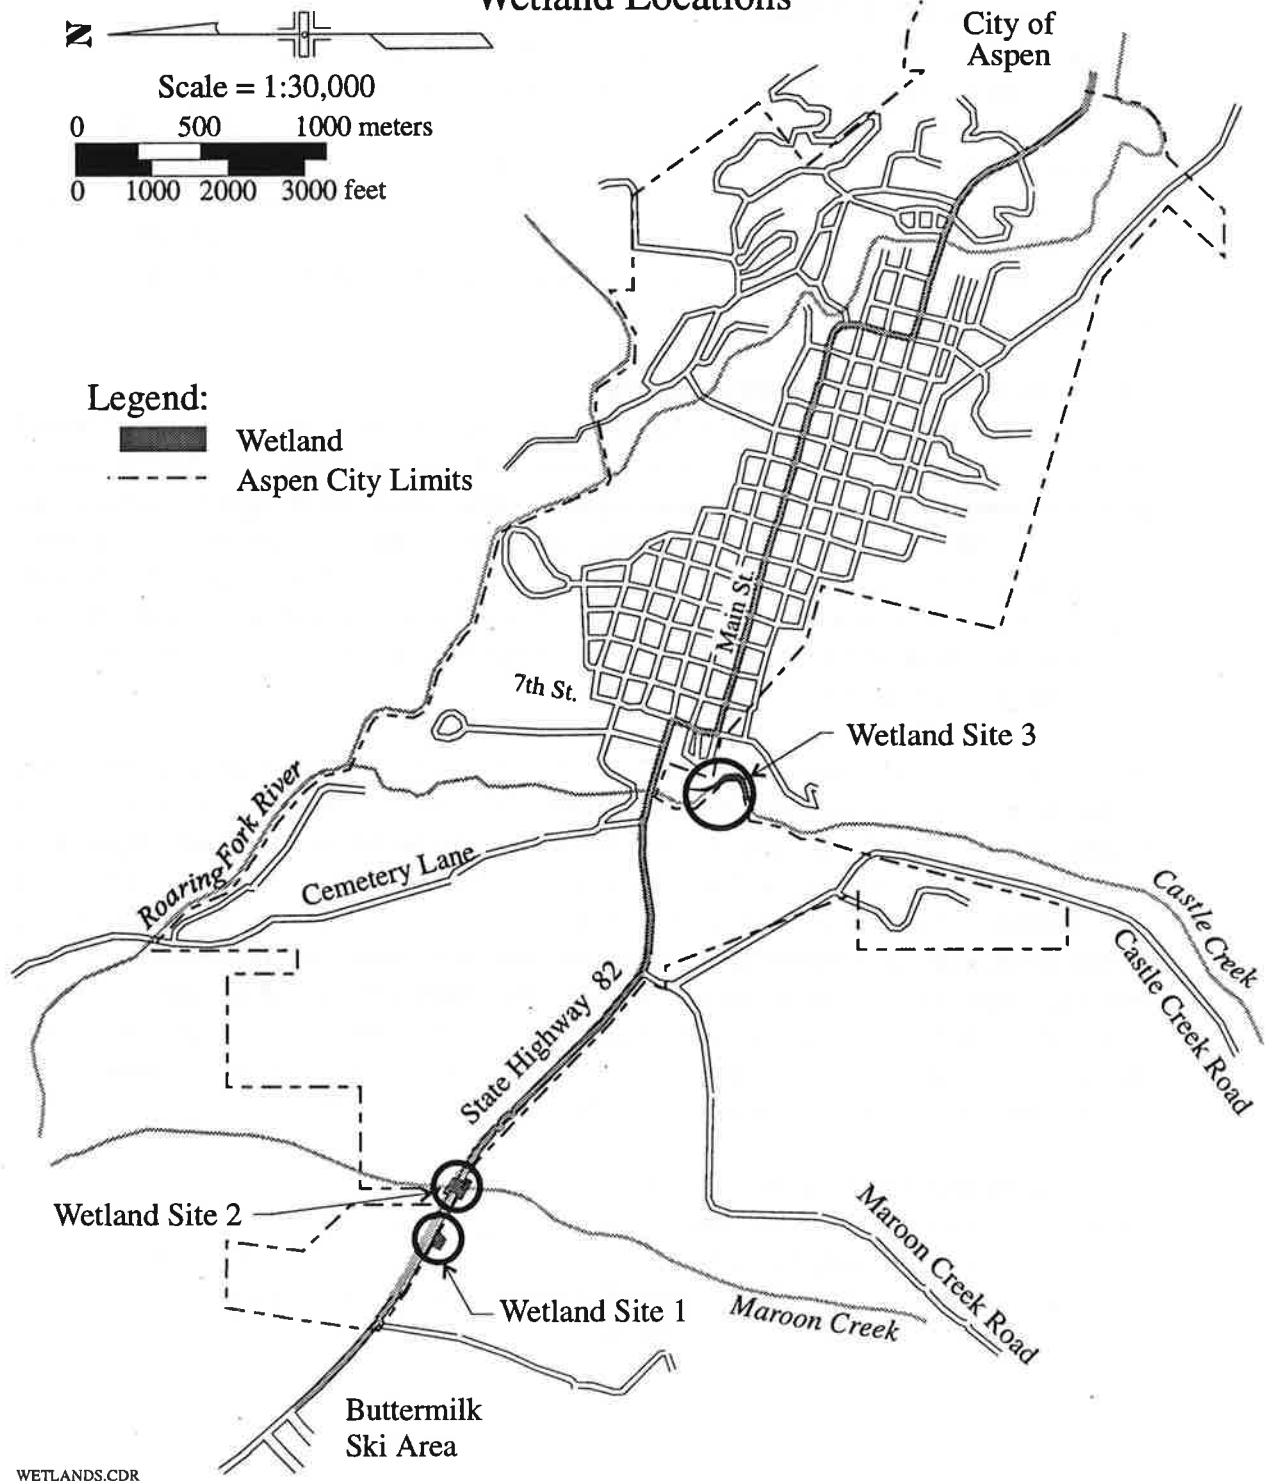 Wetland Locations
N
City of
Aspen
Scale = 1:30,000
0 500 1000 meters
0 1000 2000 3000 feet
Legend:
Wetland
Aspen City Limits
Main St.
7th St.
Wetland Site 3
Roaring Fork River
Cemetery Lane
Castle Creek
Castle Creek Road
State Highway 82
Wetland Site 2
Maroon Creek Road
Wetland Site 1
Maroon Creek
Buttermilk
Ski Area
WETLANDS.CDR